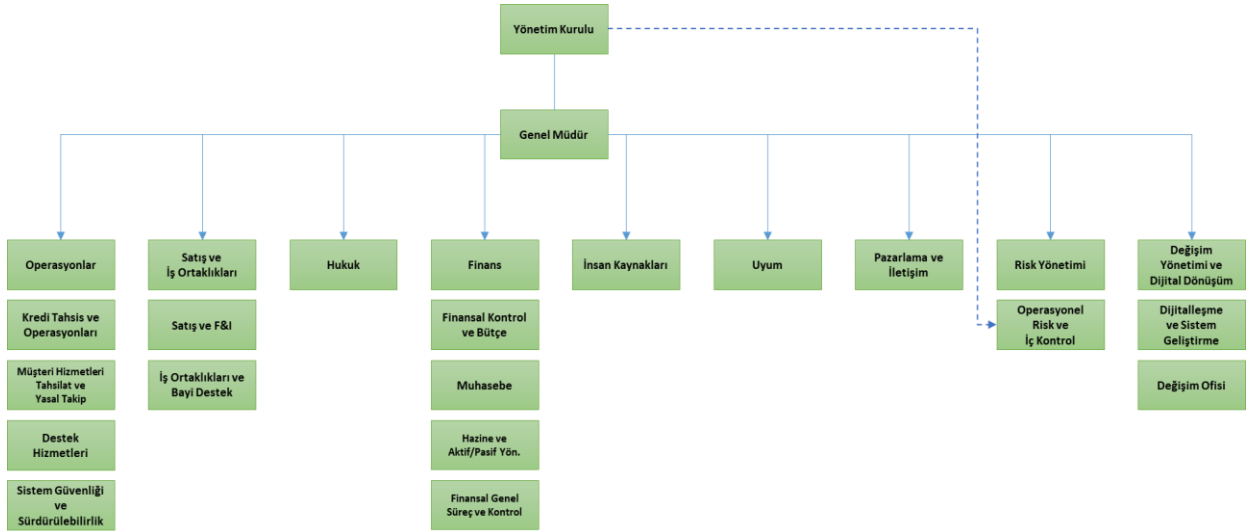 Yönetim Kurulu
Genel Müdür
Operasyonlar
Satış ve
İş Ortaklıkları
Hukuk
Finans
İnsan Kaynakları
Uyum
Pazarlama ve
İletişim
Risk Yönetimi
Değişim
Yönetimi ve
Dijital Dönüşüm
Kredi Tahsis ve
Operasyonları
Satış ve F&I
Finansal Kontrol
ve Bütçe
Operasyonel
Risk ve
İç Kontrol
Dijitalleşme
ve Sistem
Geliştirme
Müşteri Hizmetleri
Tahsilat ve
Yasal Takip
İş Ortaklıkları ve
Bayi Destek
Muhasebe
Değişim Ofisi
Destek
Hizmetleri
Hazine ve
Aktif/Pasif Yön.
Sistem Güvenliği
ve
Sürdürülebilirlik
Finansal Genel
Süreç ve Kontrol